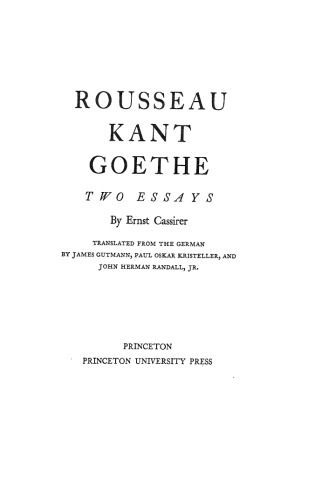 ROUSSEAU
KANT
GOETHE
TWO ESSAYS
By Ernst Cassirer
TRANSLATED FROM THE GERMAN
BY JAMES GUTMANN, PAUL OSKAR KRISTELLER, AND
JOHN HERMAN RANDALL, JR.
PRINCETON
PRINCETON UNIVERSITY PRESS